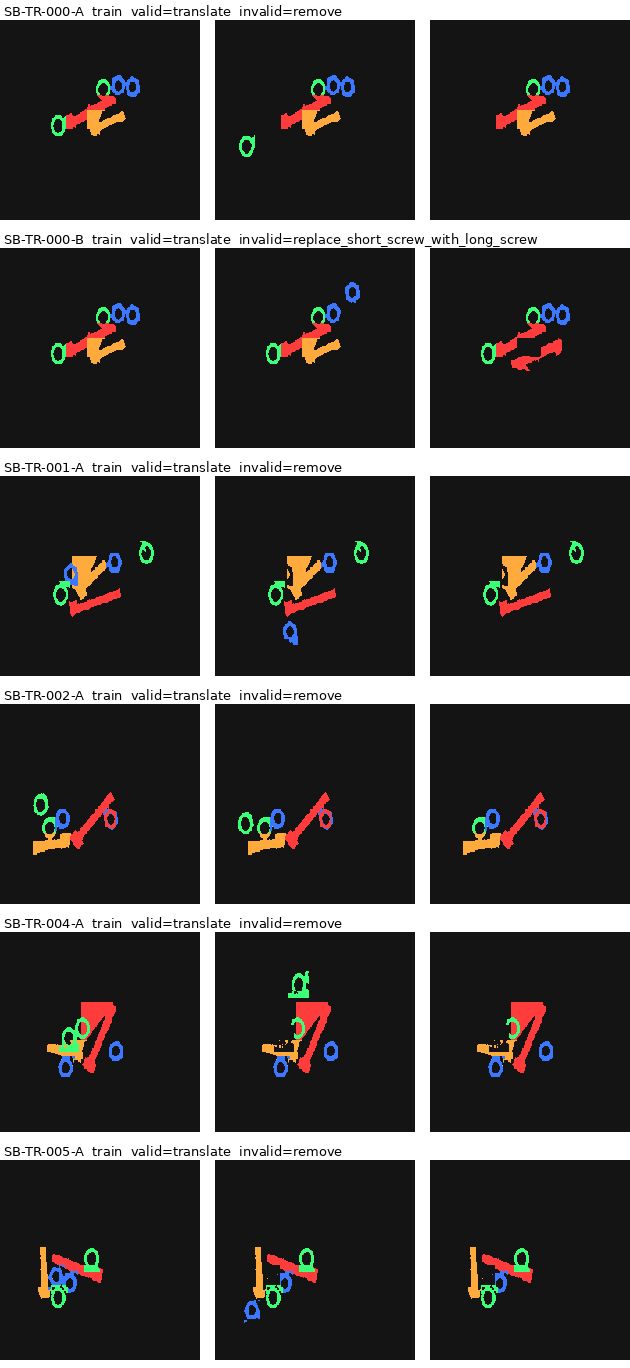 SB-TR-000-A  train  valid=translate  invalid=remove
SB-TR-000-B  train  valid=translate  invalid=replace_short_screw_with_long_screw
SB-TR-001-A  train  valid=translate  invalid=remove
SB-TR-002-A  train  valid=translate  invalid=remove
SB-TR-004-A  train  valid=translate  invalid=remove
SB-TR-005-A  train  valid=translate  invalid=remove